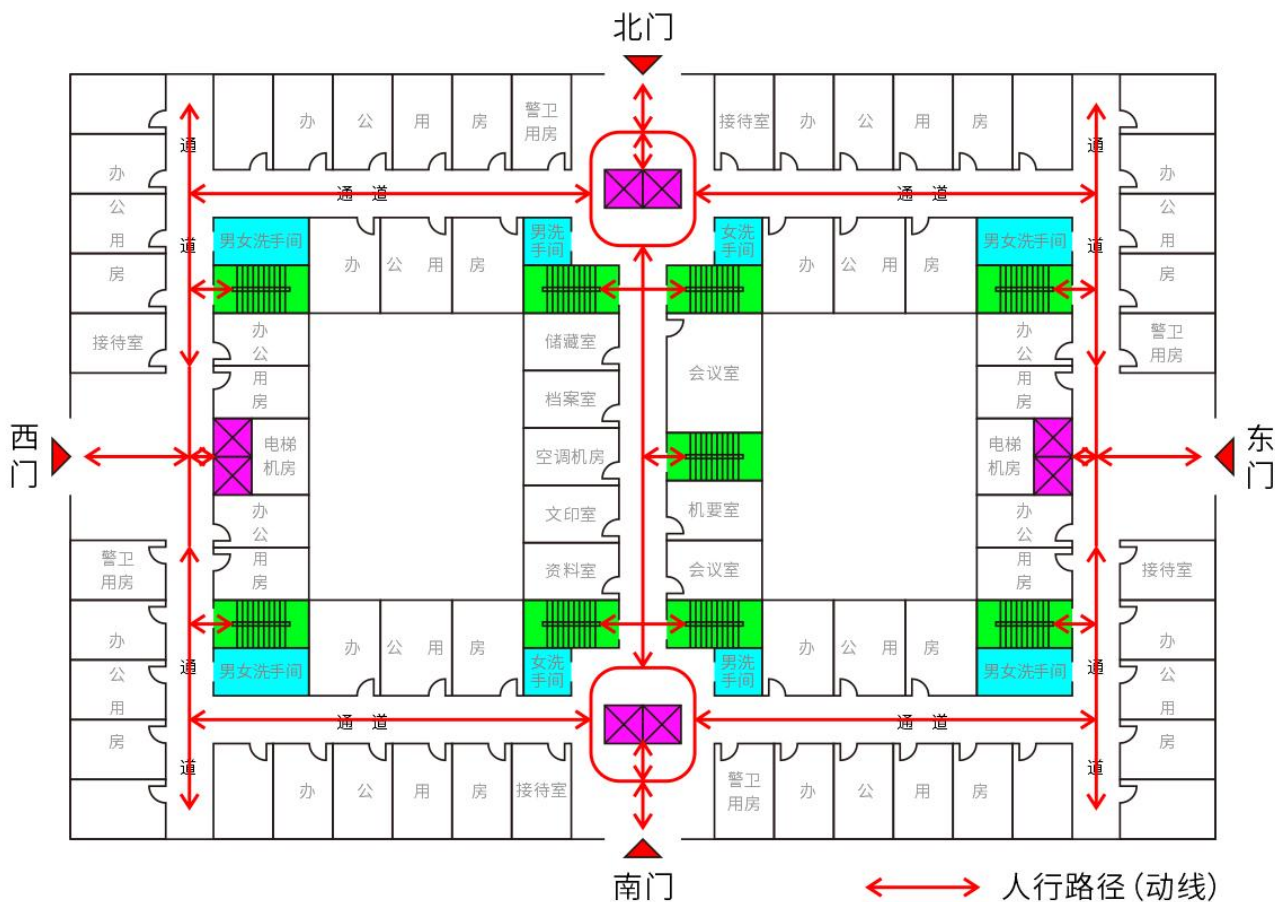 北门
办 公 用 房
警卫
用房
接待室
办 公 用 房
通
道
通 道
通 道
通
道
办
公
用
房
办
公
用
房
男女洗手间
男洗
手间
女洗
手间
男女洗手间
办 公 用 房
办 公 用 房
接待室
办
公
用
房
储藏室
会议室
办
公
用
房
警卫
用房
档案室
西
门
电梯
机房
空调机房
电梯
机房
东
门
办
公
用
房
文印室
机要室
办
公
用
房
警卫
用房
资料室
会议室
接待室
办
公
用
房
男女洗手间
办 公 用 房
女洗
手间
男洗
手间
办 公 用 房
男女洗手间
办
公
用
房
通
道
通 道
通 道
通
道
办 公 用 房
接待室
警卫
用房
办 公 用 房
南门
人行路径(动线)